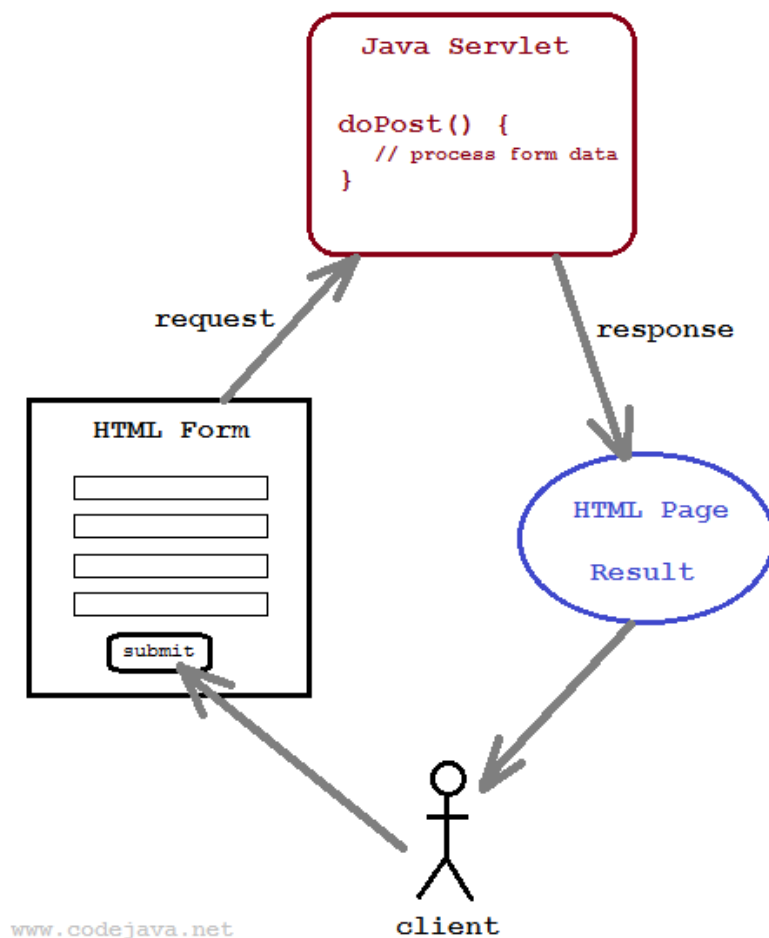 Java Servlet
doPost() {
// process form data
}
request
response
HTML Form
submit
HTML Page
Result
client
www.codejava.net